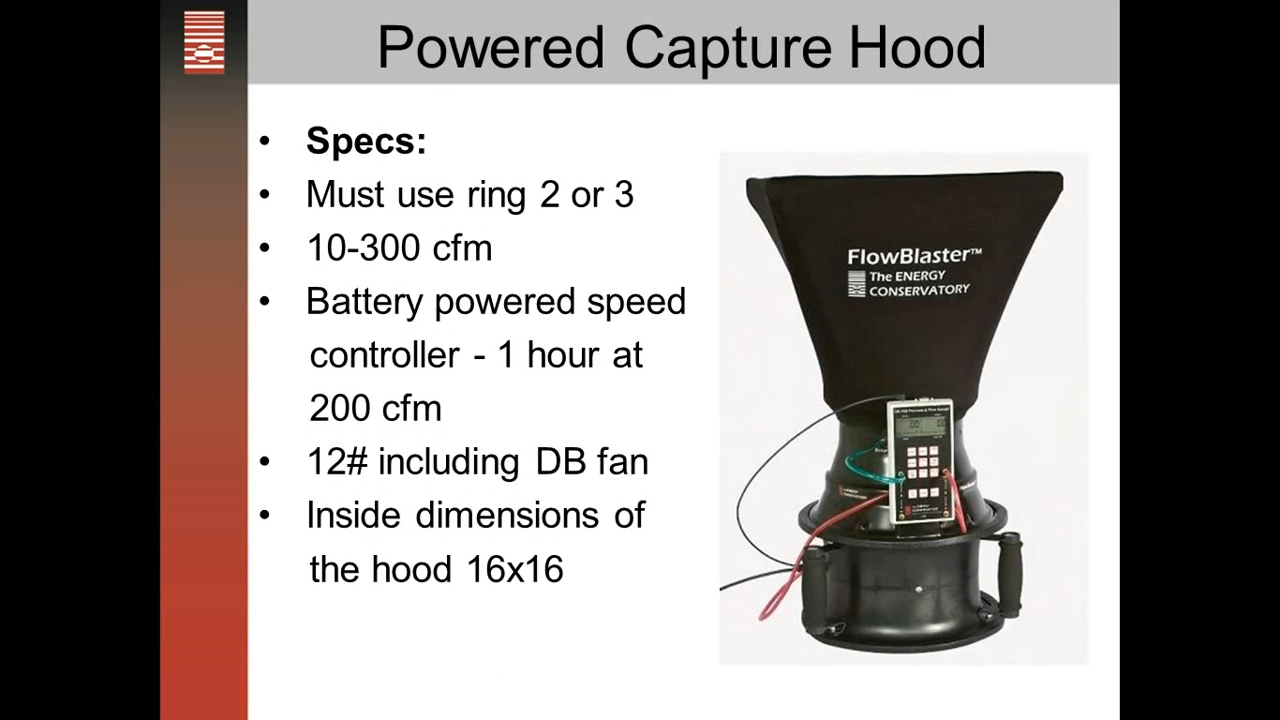 Powered Capture Hood
• Specs:
• Must use ring 2 or 3
• 10-300 cfm
• Battery powered speed
controller - 1 hour at
200 cfm
• 12# including DB fan
• Inside dimensions of
the hood 16x16
FlowBlaster™
The ENERGY
CONSERVATORY